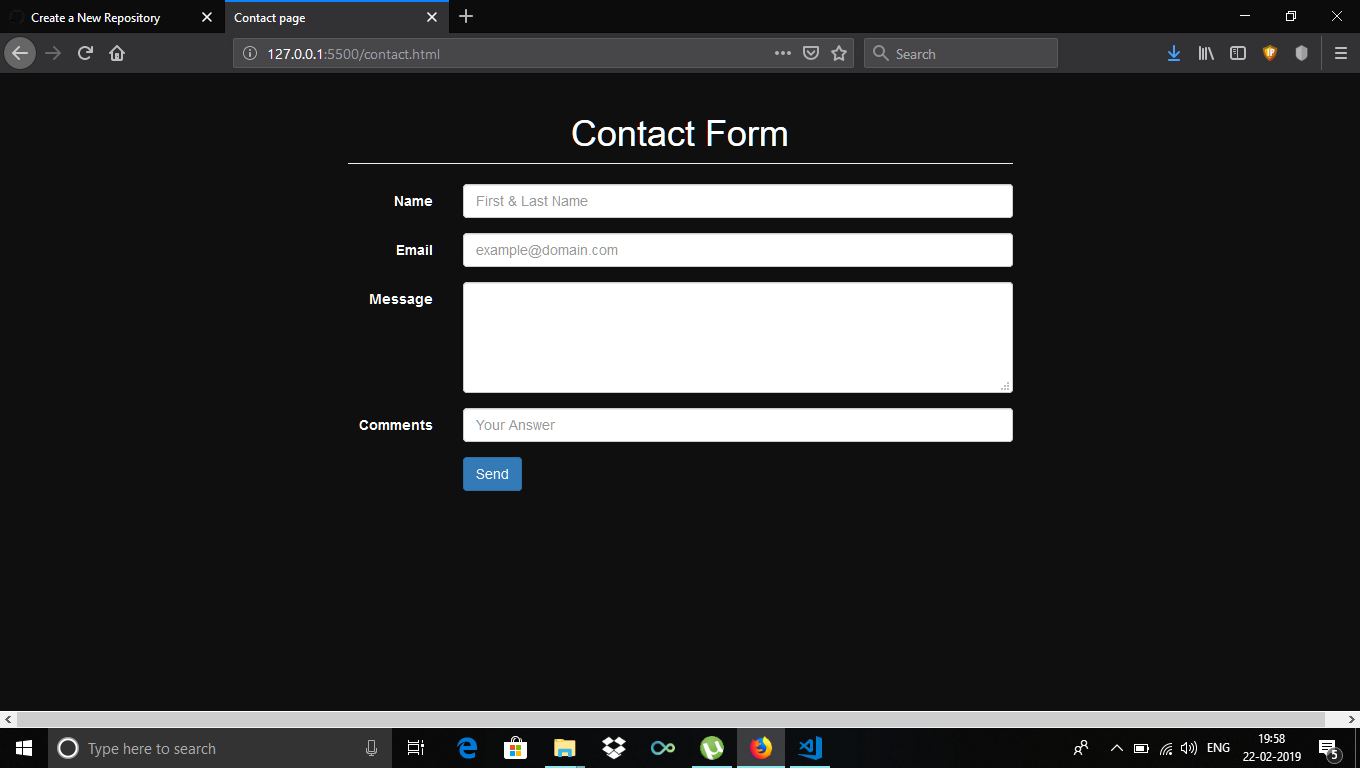 Create a New Repository
Contact page
127.0.0.1:5500/contact.html
Search
Contact Form
Name
First & Last Name
Email
example@domain.com
Message
Comments
Your Answer
Send
Type here to search
ENG
19:58
22-02-2019
5